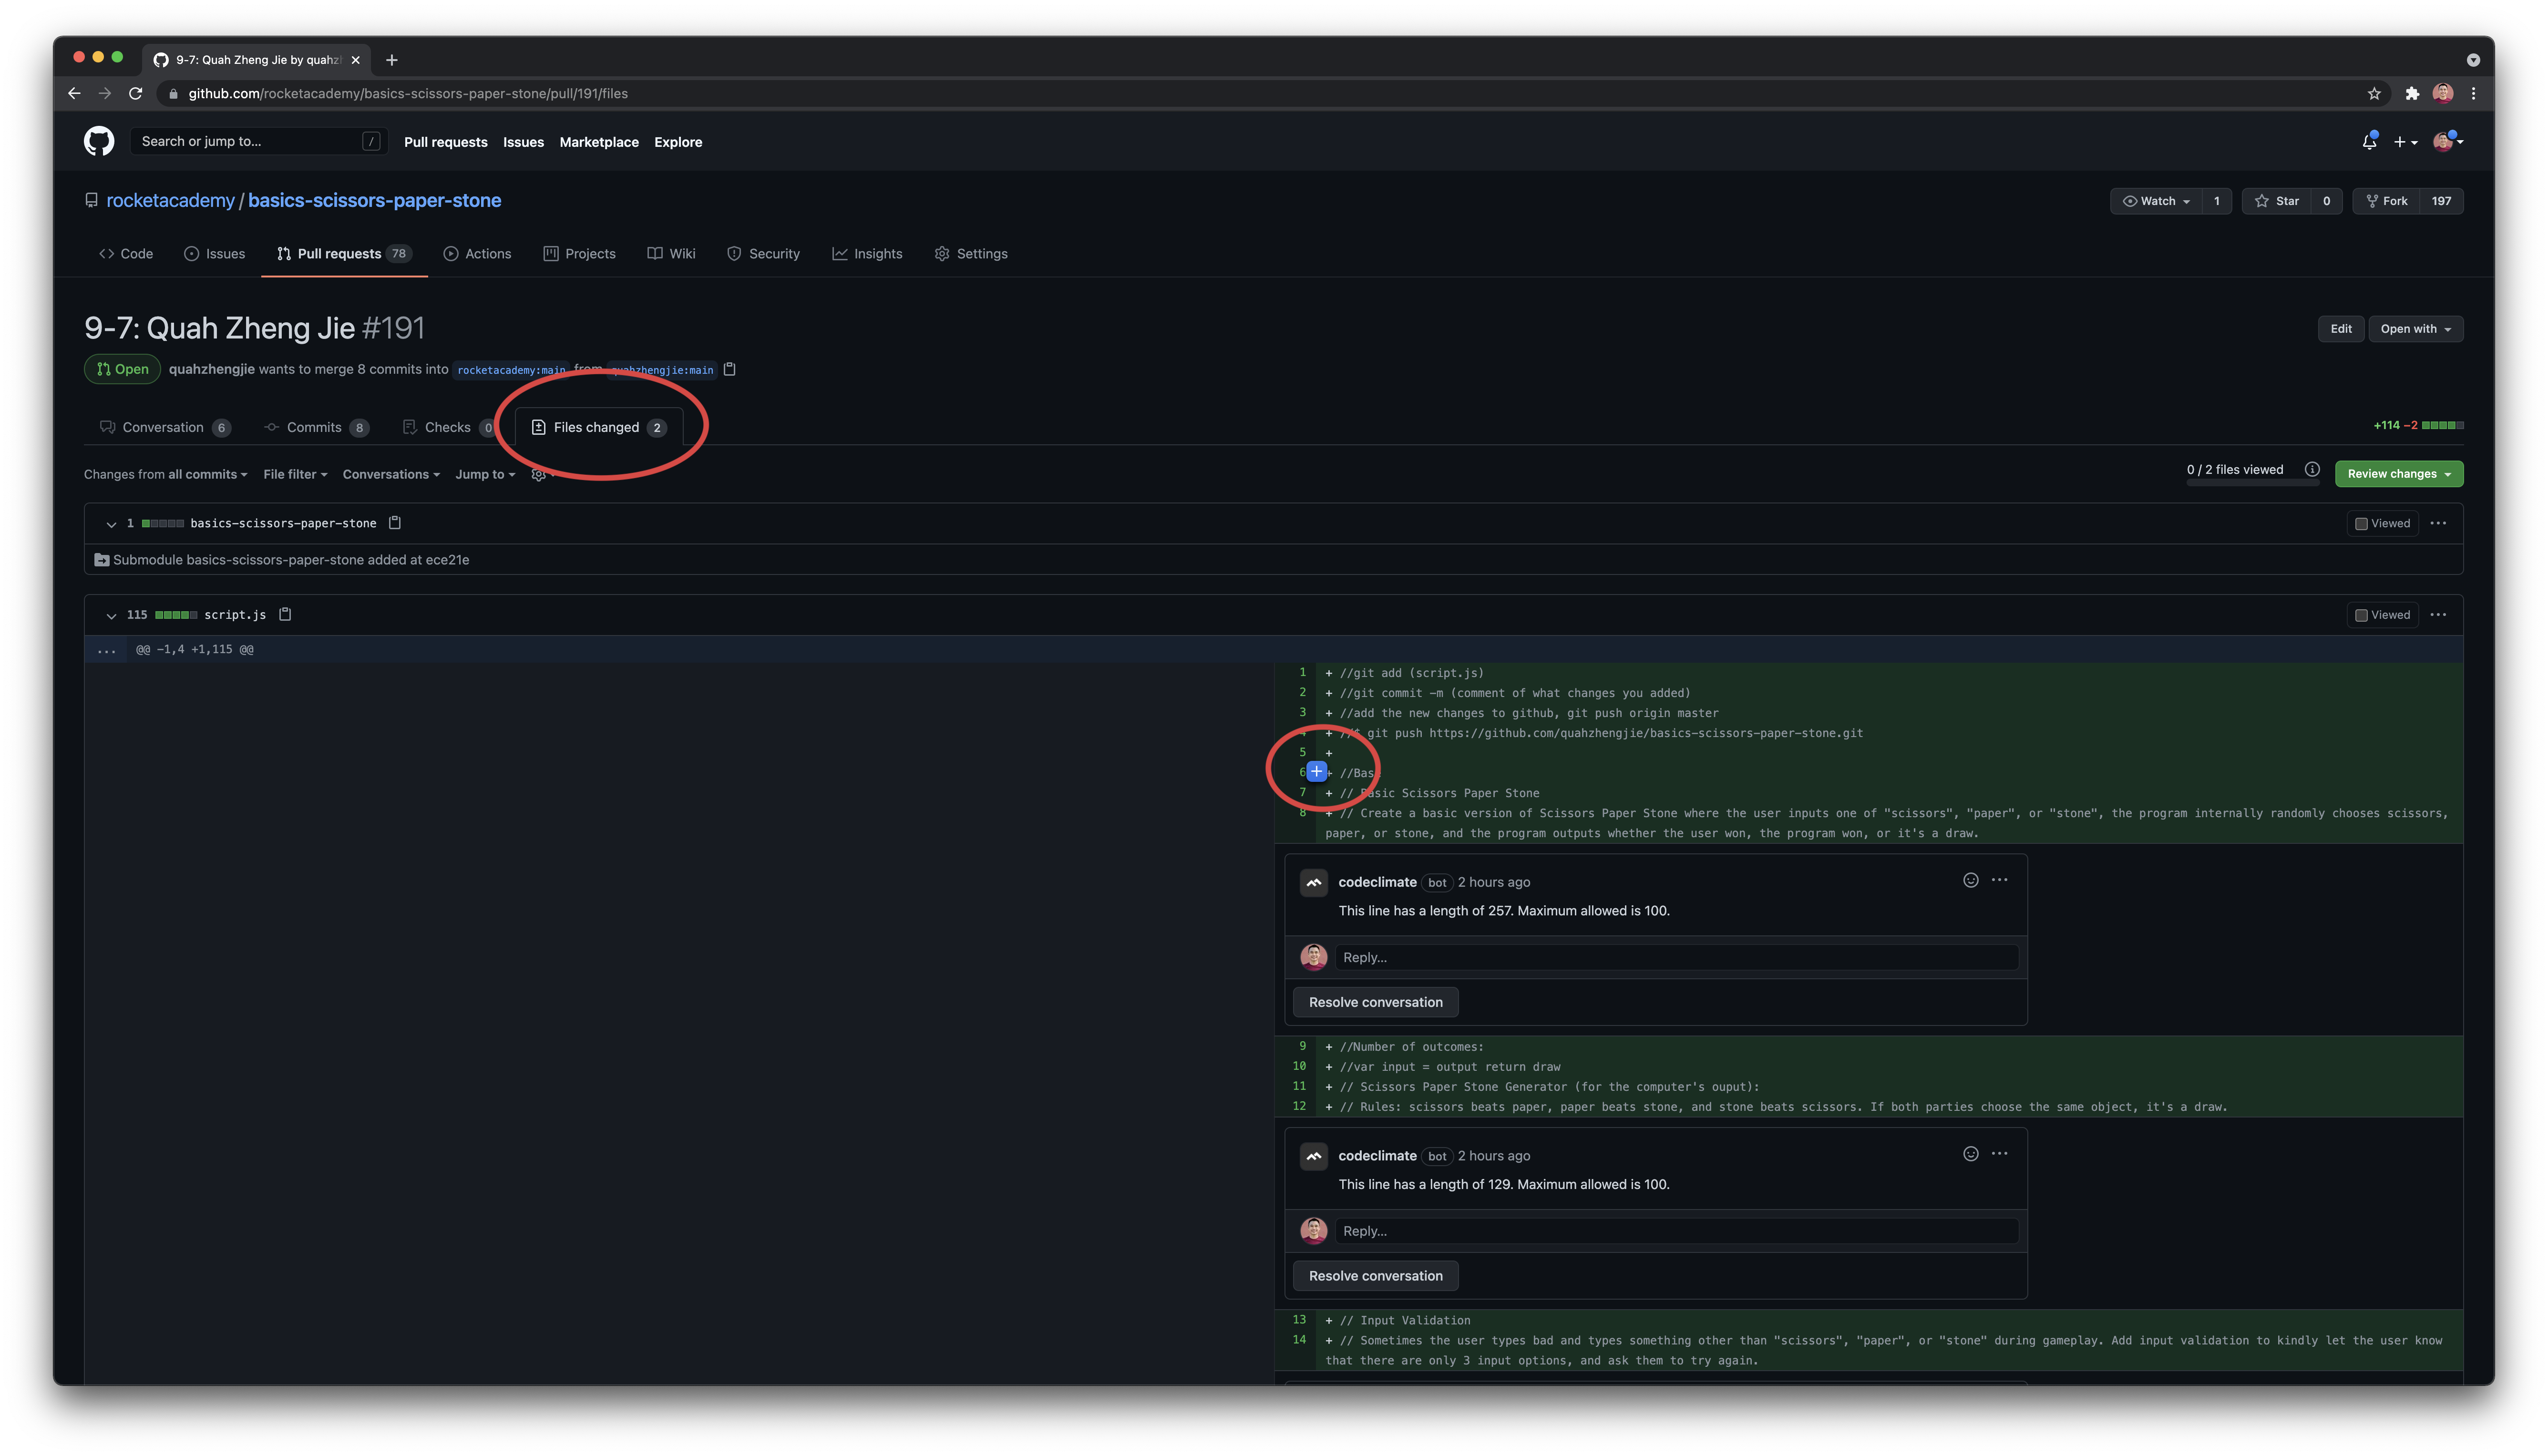 9-7: Quah Zheng Jie by quahzh
github.com/rocketacademy/basics-scissors-paper-stone/pull/191/files
Search or jump to... / Pull requests Issues Marketplace Explore
rocketacademy / basics-scissors-paper-stone Watch 1 Star 0 Fork 197
Code Issues Pull requests 78 Actions Projects Wiki Security Insights Settings
9-7: Quah Zheng Jie #191 Edit Open with
Open quahzhengjie wants to merge 8 commits into rocketacademy:main from quahzhengjie:main
Conversation 6 Commits 8 Checks 0 Files changed 2 +114 −2
Changes from all commits File filter Conversations Jump to 0 / 2 files viewed Review changes
1 basics-scissors-paper-stone Viewed
Submodule basics-scissors-paper-stone added at ece21e
115 script.js Viewed
... @@ -1,4 +1,115 @@
1 + //git add (script.js)
2 + //git commit -m (comment of what changes you added)
3 + //add the new changes to github, git push origin master
4 + //$ git push https://github.com/quahzhengjie/basics-scissors-paper-stone.git
5 +
6 + //Base
7 + // Basic Scissors Paper Stone
8 + // Create a basic version of Scissors Paper Stone where the user inputs one of "scissors", "paper", or "stone", the program internally randomly chooses scissors,
paper, or stone, and the program outputs whether the user won, the program won, or it's a draw.
codeclimate bot 2 hours ago
This line has a length of 257. Maximum allowed is 100.
Reply...
Resolve conversation
9 + //Number of outcomes:
10 + //var input = output return draw
11 + // Scissors Paper Stone Generator (for the computer's ouput):
12 + // Rules: scissors beats paper, paper beats stone, and stone beats scissors. If both parties choose the same object, it's a draw.
codeclimate bot 2 hours ago
This line has a length of 129. Maximum allowed is 100.
Reply...
Resolve conversation
13 + // Input Validation
14 + // Sometimes the user types bad and types something other than "scissors", "paper", or "stone" during gameplay. Add input validation to kindly let the user know
that there are only 3 input options, and ask them to try again.